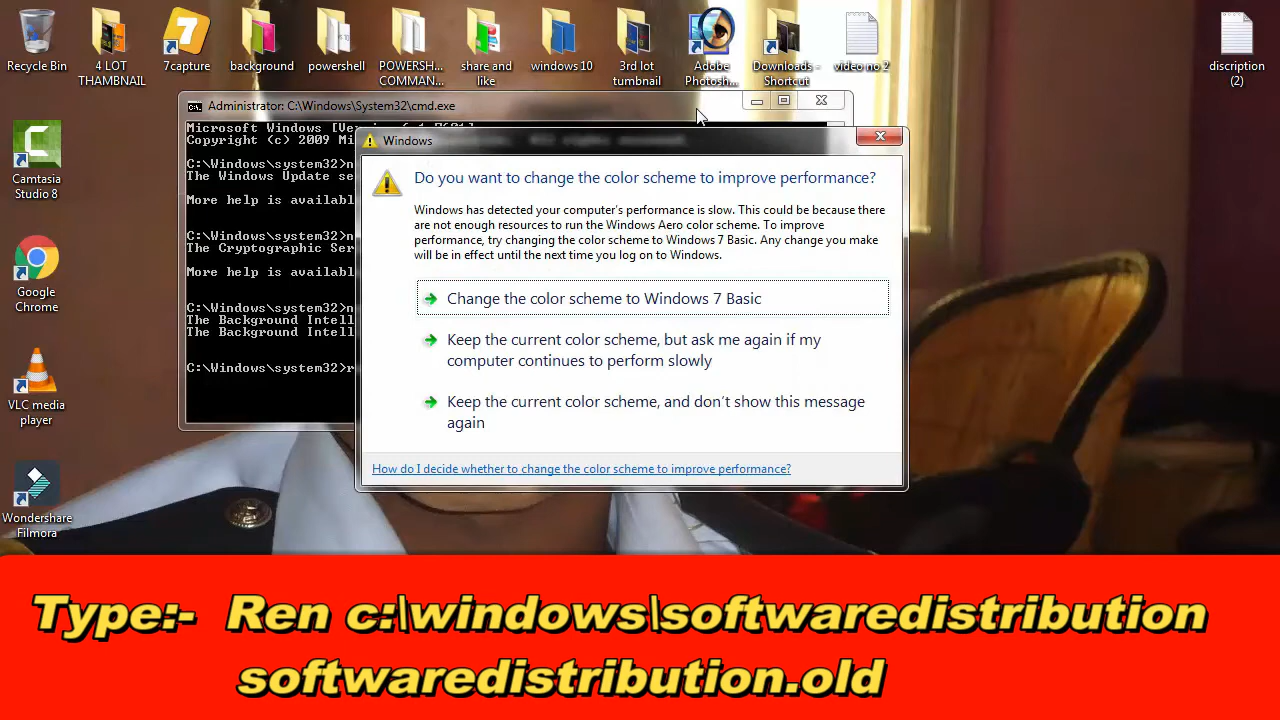 Recycle Bin
4 LOT
THAMBNAIL
7capture
background
powershell
POWERSH...
COMMAN...
share and
like
windows 10
3rd lot
tumbnail
Adobe
Photosh...
Downloads -
Shortcut
video no 2
discription
(2)
Camtasia
Studio 8
Google
Chrome
VLC media
player
Wondershare
Filmora
Administrator: C:\Windows\System32\cmd.exe
Microsoft Windows
Copyright (c) 2009 Mi
C:\Windows\system32>n
The Windows Update se
More help is availabl
C:\Windows\system32>n
The Cryptographic Ser
More help is availabl
C:\Windows\system32>n
The Background Intell
The Background Intell
C:\Windows\system32>r
Windows
Do you want to change the color scheme to improve performance?
Windows has detected your computer's performance is slow. This could be because there
are not enough resources to run the Windows Aero color scheme. To improve
performance, try changing the color scheme to Windows 7 Basic. Any change you make
will be in effect until the next time you log on to Windows.
Change the color scheme to Windows 7 Basic
Keep the current color scheme, but ask me again if my
computer continues to perform slowly
Keep the current color scheme, and don't show this message
again
How do I decide whether to change the color scheme to improve performance?
Type:- Ren c:\windows\softwaredistribution
softwaredistribution.old